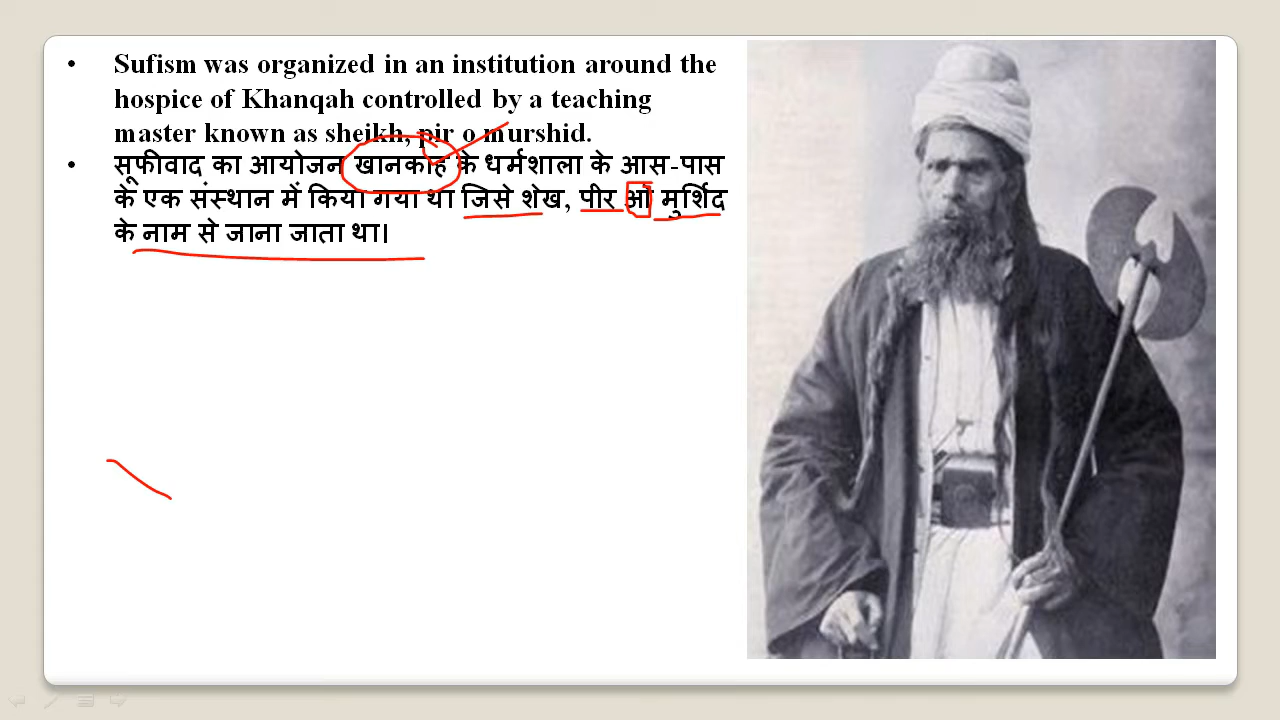 • Sufism was organized in an institution around the
hospice of Khanqah controlled by a teaching
master known as sheikh, pir o murshid.
• सूफीवाद का आयोजन खानकाह के धर्मशाला के आस-पास
के एक संस्थान में किया गया था जिसे शेख, पीर ओ मुर्शिद
के नाम से जाना जाता था।